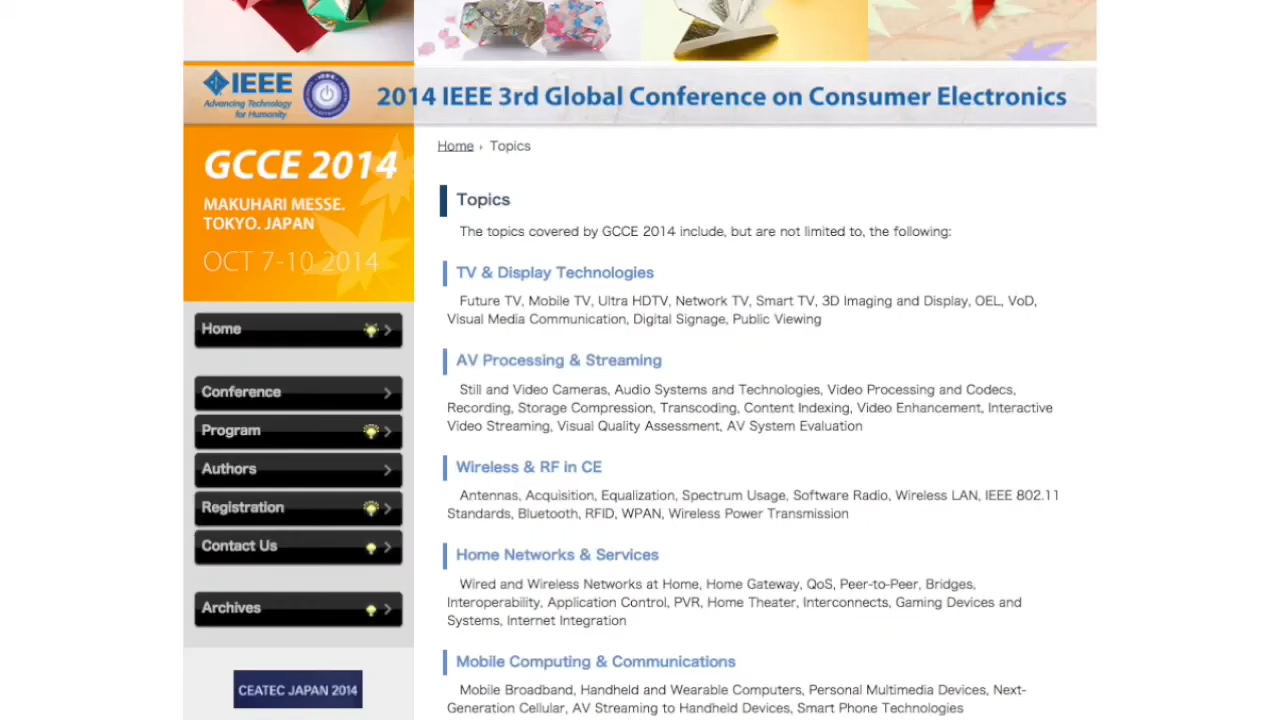 IEEE
Advancing Technology
for Humanity
2014 IEEE 3rd Global Conference on Consumer Electronics
GCCE 2014
MAKUHARI MESSE.
TOKYO. JAPAN
OCT 7-10 2014
Home
Conference
Program
Authors
Registration
Contact Us
Archives
CEATEC JAPAN 2014
Home › Topics
Topics
The topics covered by GCCE 2014 include, but are not limited to, the following:
TV & Display Technologies
Future TV, Mobile TV, Ultra HDTV, Network TV, Smart TV, 3D Imaging and Display, OEL, VoD,
Visual Media Communication, Digital Signage, Public Viewing
AV Processing & Streaming
Still and Video Cameras, Audio Systems and Technologies, Video Processing and Codecs,
Recording, Storage Compression, Transcoding, Content Indexing, Video Enhancement, Interactive
Video Streaming, Visual Quality Assessment, AV System Evaluation
Wireless & RF in CE
Antennas, Acquisition, Equalization, Spectrum Usage, Software Radio, Wireless LAN, IEEE 802.11
Standards, Bluetooth, RFID, WPAN, Wireless Power Transmission
Home Networks & Services
Wired and Wireless Networks at Home, Home Gateway, QoS, Peer-to-Peer, Bridges,
Interoperability, Application Control, PVR, Home Theater, Interconnects, Gaming Devices and
Systems, Internet Integration
Mobile Computing & Communications
Mobile Broadband, Handheld and Wearable Computers, Personal Multimedia Devices, Next-
Generation Cellular, AV Streaming to Handheld Devices, Smart Phone Technologies